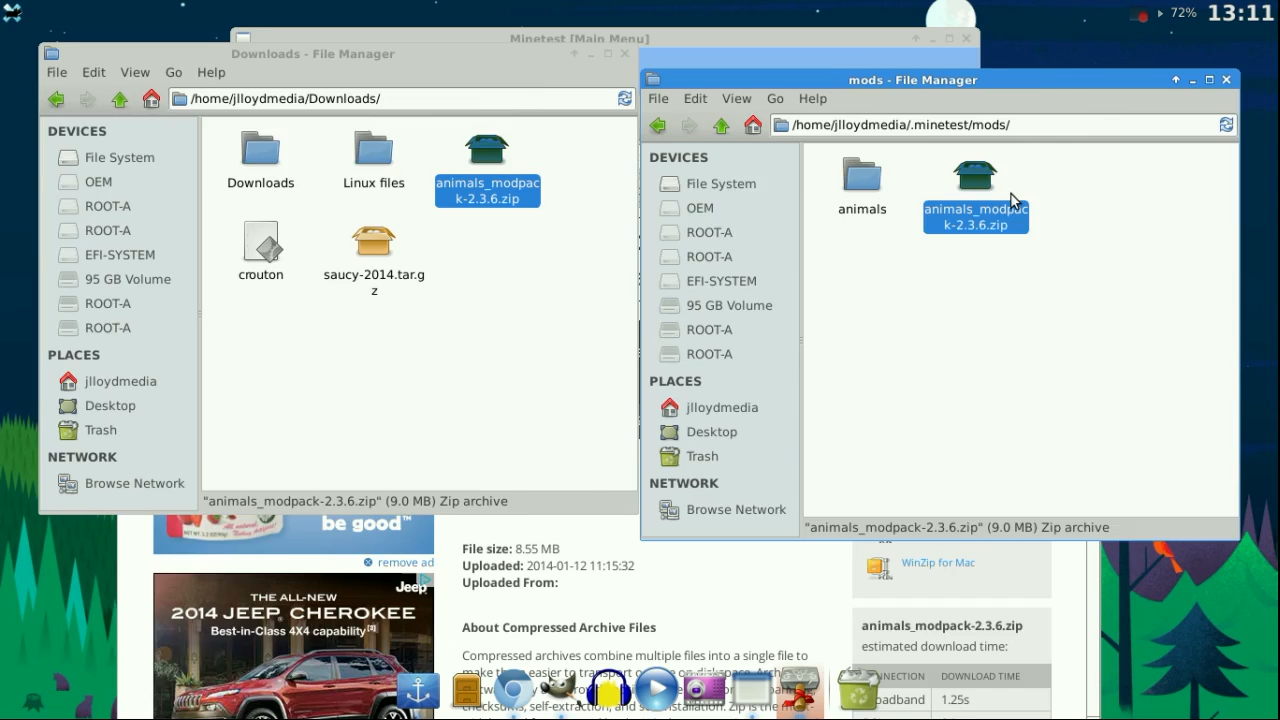 72%
13:11
Minetest [Main Menu]
Downloads - File Manager
File Edit View Go Help
/home/jlloydmedia/Downloads/
DEVICES
File System
OEM
ROOT-A
ROOT-A
EFI-SYSTEM
95 GB Volume
ROOT-A
ROOT-A
PLACES
jlloydmedia
Desktop
Trash
NETWORK
Browse Network
Downloads
Linux files
animals_modpac
k-2.3.6.zip
crouton
saucy-2014.tar.g
z
"animals_modpack-2.3.6.zip" (9.0 MB) Zip archive
mods - File Manager
File Edit View Go Help
/home/jlloydmedia/.minetest/mods/
DEVICES
File System
OEM
ROOT-A
ROOT-A
EFI-SYSTEM
95 GB Volume
ROOT-A
ROOT-A
PLACES
jlloydmedia
Desktop
Trash
NETWORK
Browse Network
animals
animals_modpac
k-2.3.6.zip
"animals_modpack-2.3.6.zip" (9.0 MB) Zip archive
be good™
remove ad
Jeep
THE ALL-NEW
2014 JEEP CHEROKEE
Best-in-Class 4X4 capability[2]
File size: 8.55 MB
Uploaded: 2014-01-12 11:15:32
Uploaded From:
About Compressed Archive Files
Compressed archives combine multiple files into a single file to
WinZip for Mac
animals_modpack-2.3.6.zip
estimated download time:
DOWNLOAD TIME
1.25s